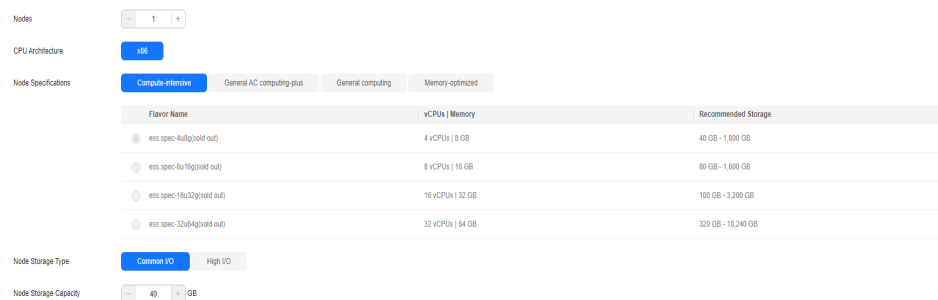 Nodes − 1 +
CPU Architecture x86
Node Specifications Compute-intensive General AC computing-plus General computing Memory-optimized
Flavor Name vCPUs | Memory Recommended Storage
ess.spec-4u8g(sold out) 4 vCPUs | 8 GB 40 GB - 1,800 GB
ess.spec-8u16g(sold out) 8 vCPUs | 16 GB 80 GB - 1,600 GB
ess.spec-16u32g(sold out) 16 vCPUs | 32 GB 100 GB - 3,200 GB
ess.spec-32u64g(sold out) 32 vCPUs | 64 GB 320 GB - 10,240 GB
Node Storage Type Common I/O High I/O
Node Storage Capacity − 40 + GB